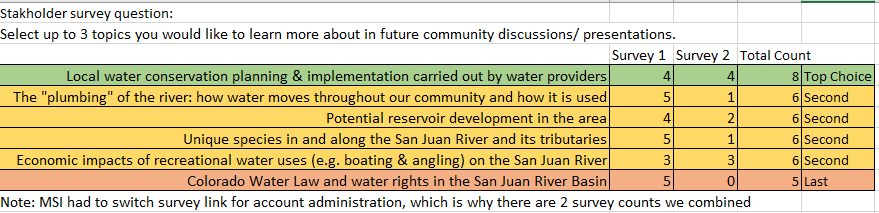 Stakholder survey question:
Select up to 3 topics you would like to learn more about in future community discussions/ presentations.
Survey 1 Survey 2 Total Count
Local water conservation planning & implementation carried out by water providers 4 4 8 Top Choice
The "plumbing" of the river: how water moves throughout our community and how it is used 5 1 6 Second
Potential reservoir development in the area 4 2 6 Second
Unique species in and along the San Juan River and its tributaries 5 1 6 Second
Economic impacts of recreational water uses (e.g. boating & angling) on the San Juan River 3 3 6 Second
Colorado Water Law and water rights in the San Juan River Basin 5 0 5 Last
Note: MSI had to switch survey link for account administration, which is why there are 2 survey counts we combined